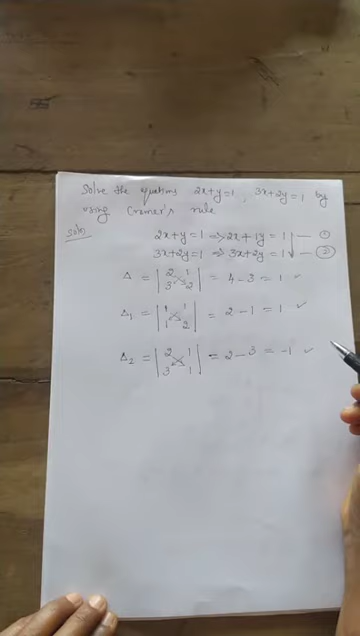 Solve the equations 2x+y=1, 3x+2y=1 by
using Cramer's rule
Soln
2x+y=1 ⇒ 2x+1y=1 — ①
3x+2y=1 ⇒ 3x+2y=1 — ②
Δ = |2 1; 3 2| = 4-3 = 1 ✓
Δ₁ = |1 1; 1 2| = 2-1 = 1 ✓
Δ₂ = |2 1; 3 1| = 2-3 = -1 ✓